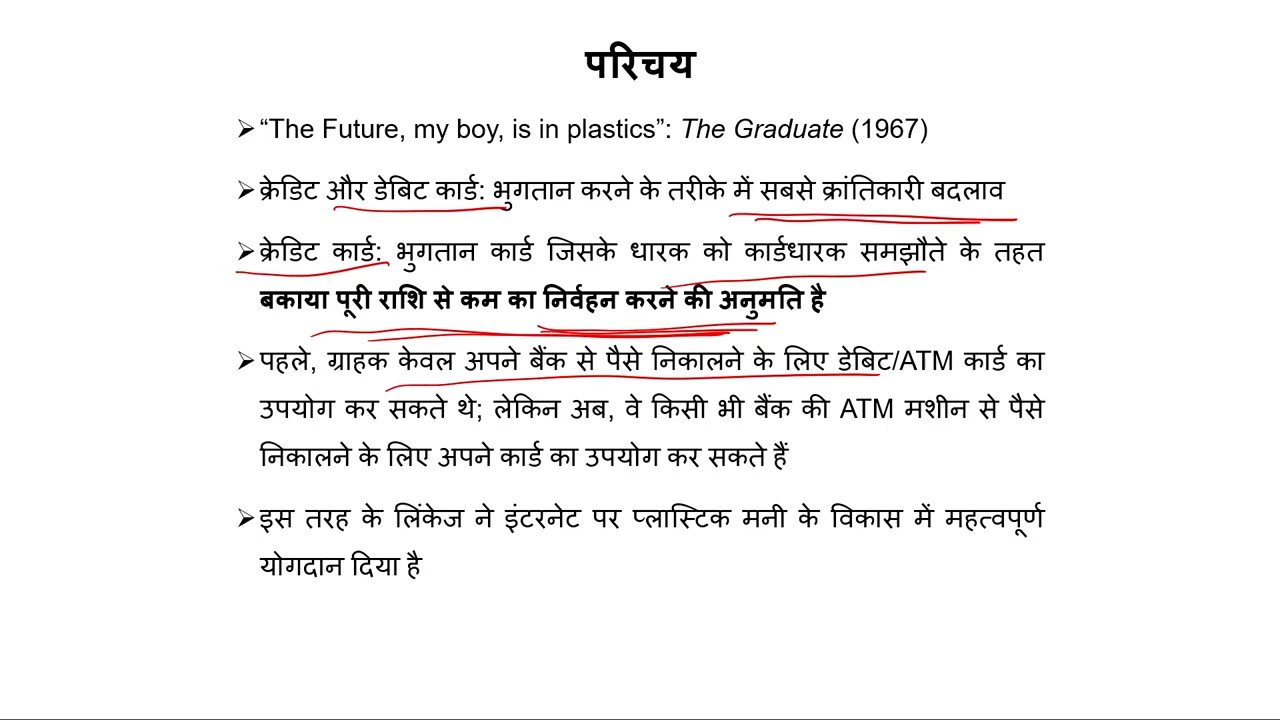 परिचय
➢“The Future, my boy, is in plastics”: The Graduate (1967)
➢क्रेडिट और डेबिट कार्ड: भुगतान करने के तरीके में सबसे क्रांतिकारी बदलाव
➢क्रेडिट कार्ड: भुगतान कार्ड जिसके धारक को कार्डधारक समझौते के तहत
बकाया पूरी राशि से कम का निर्वहन करने की अनुमति है
➢पहले, ग्राहक केवल अपने बैंक से पैसे निकालने के लिए डेबिट/ATM कार्ड का
उपयोग कर सकते थे; लेकिन अब, वे किसी भी बैंक की ATM मशीन से पैसे
निकालने के लिए अपने कार्ड का उपयोग कर सकते हैं
➢इस तरह के लिंकेज ने इंटरनेट पर प्लास्टिक मनी के विकास में महत्वपूर्ण
योगदान दिया है